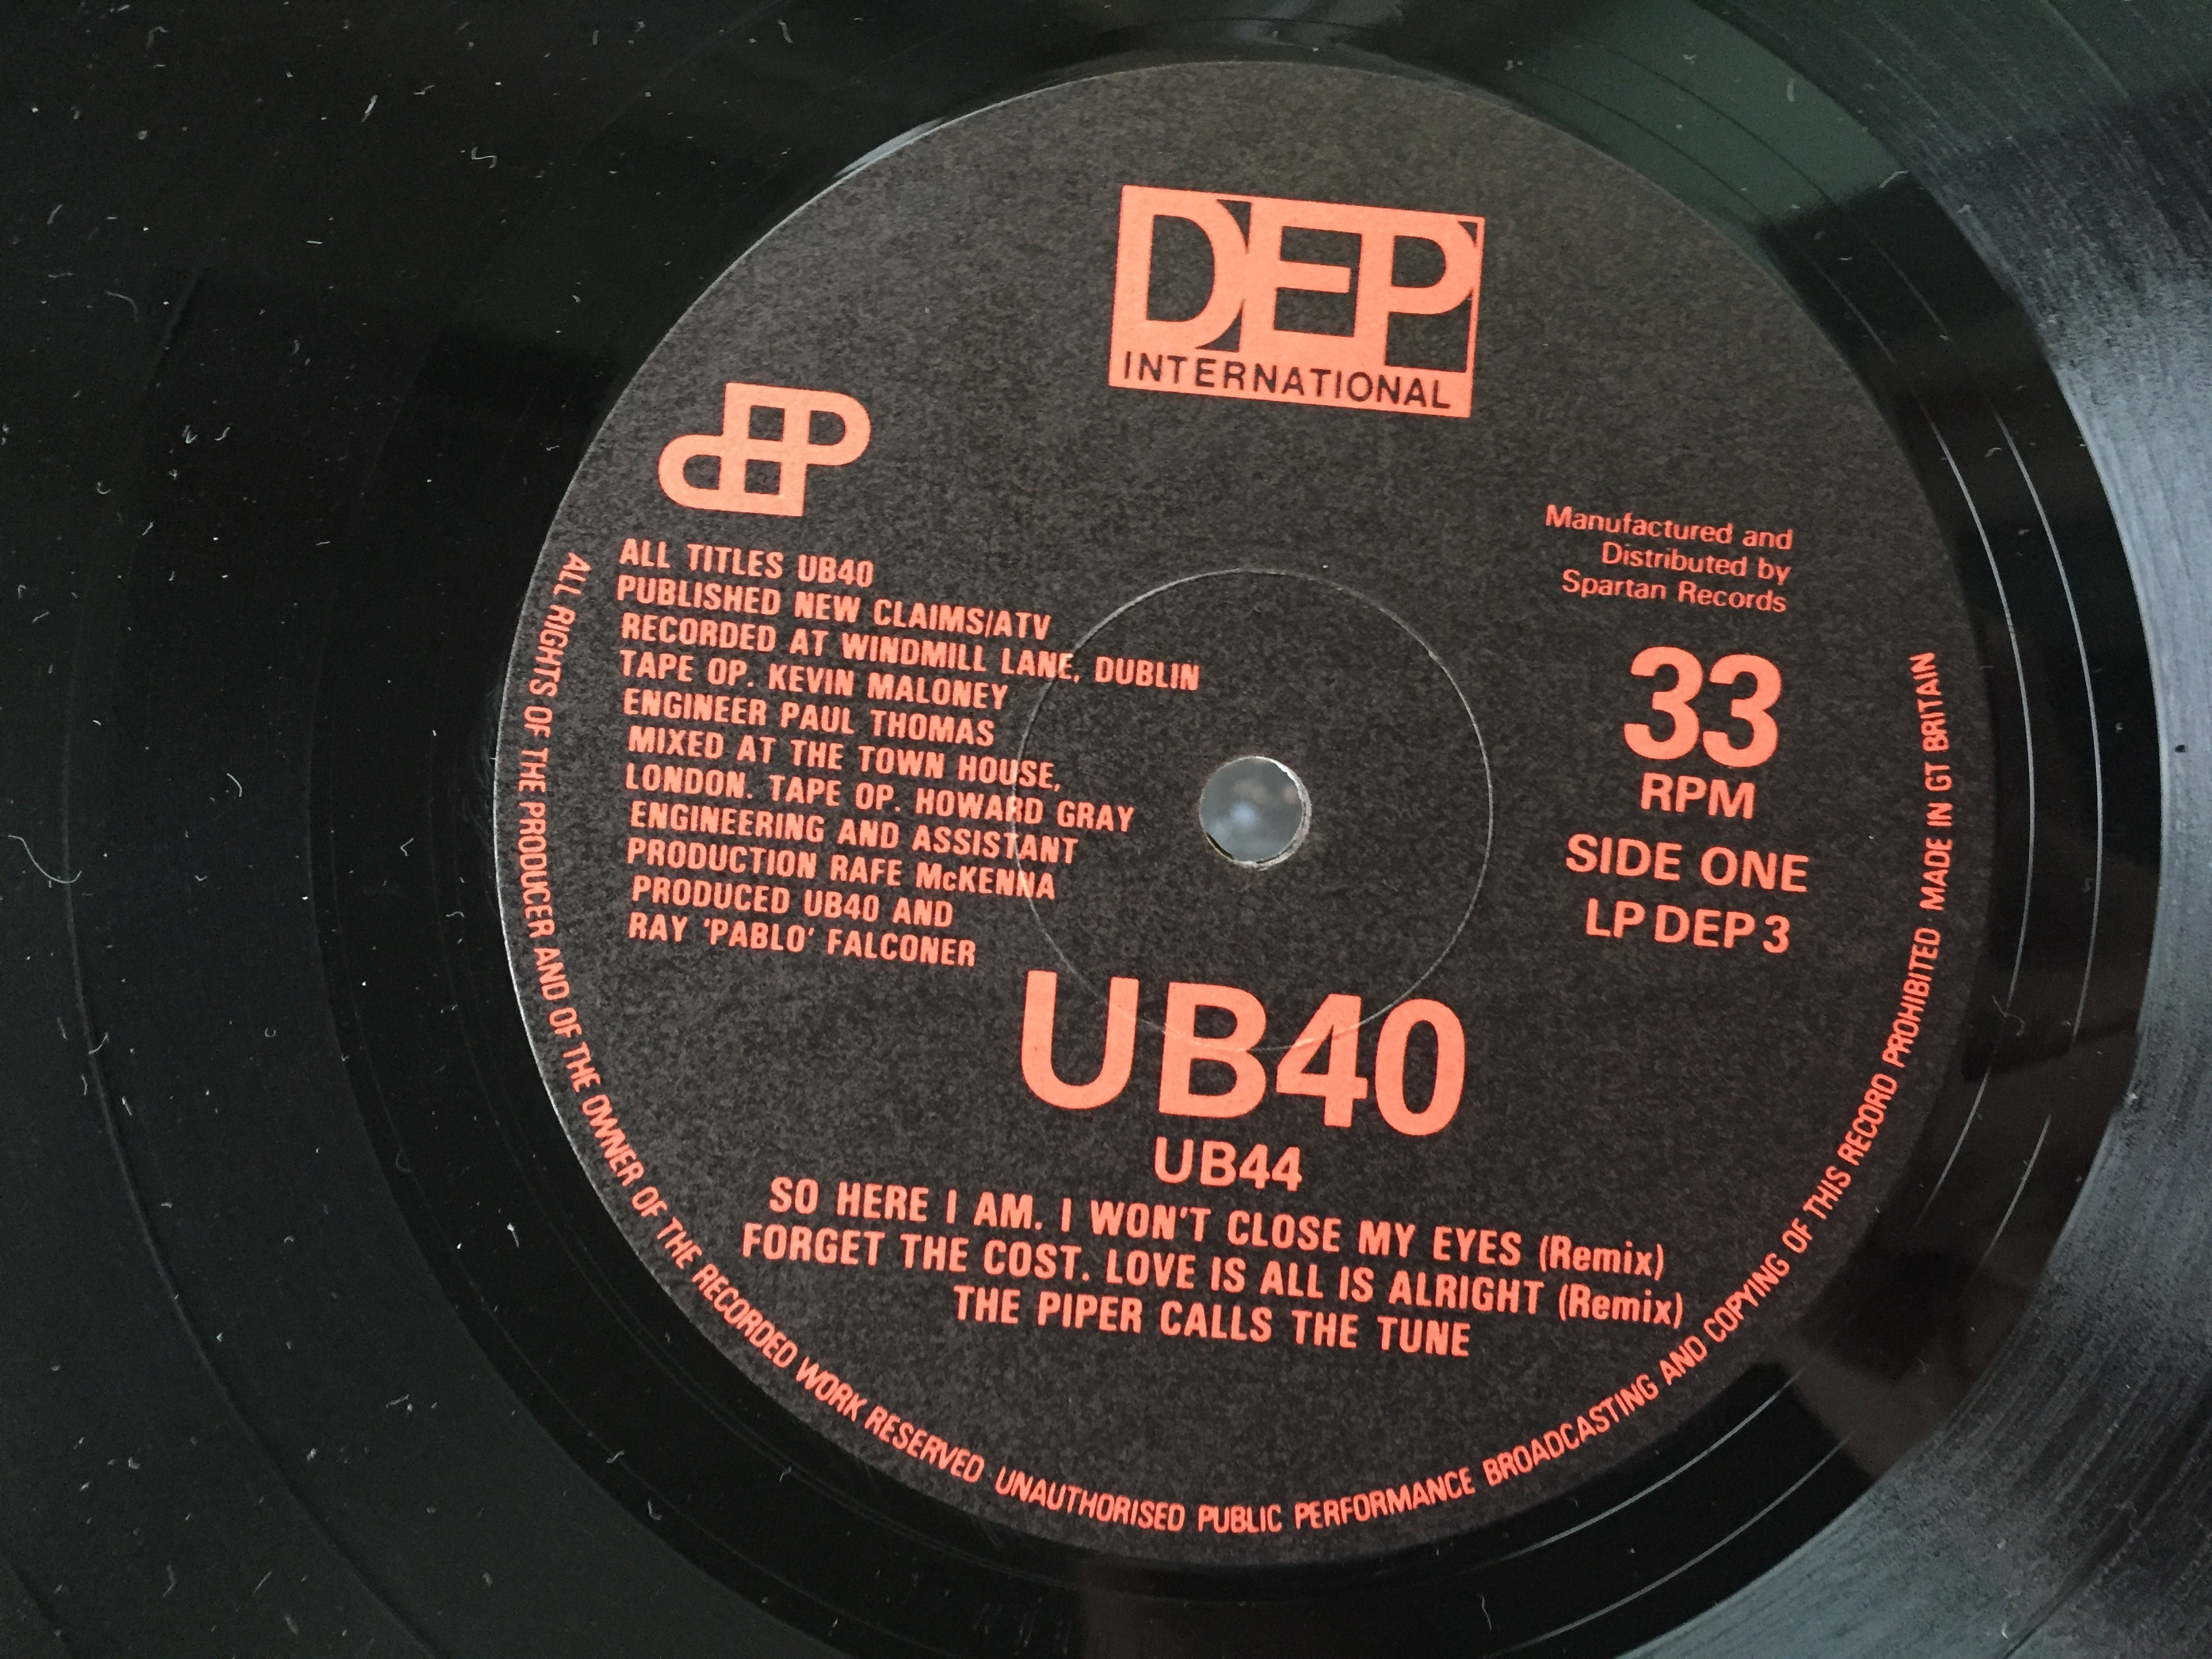 DEP
INTERNATIONAL
dEP
Manufactured and
Distributed by
Spartan Records
ALL TITLES UB40
PUBLISHED NEW CLAIMS/ATV
RECORDED AT WINDMILL LANE, DUBLIN
TAPE OP. KEVIN MALONEY
ENGINEER PAUL THOMAS
MIXED AT THE TOWN HOUSE,
LONDON. TAPE OP. HOWARD GRAY
ENGINEERING AND ASSISTANT
PRODUCTION RAFE McKENNA
PRODUCED UB40 AND
RAY 'PABLO' FALCONER
33
RPM
SIDE ONE
LP DEP 3
UB40
UB44
SO HERE I AM. I WON'T CLOSE MY EYES (Remix)
FORGET THE COST. LOVE IS ALL IS ALRIGHT (Remix)
THE PIPER CALLS THE TUNE
ALL RIGHTS OF THE PRODUCER AND OF THE OWNER OF THE RECORDED WORK RESERVED UNAUTHORISED PUBLIC PERFORMANCE BROADCASTING AND COPYING OF THIS RECORD PROHIBITED MADE IN GT BRITAIN